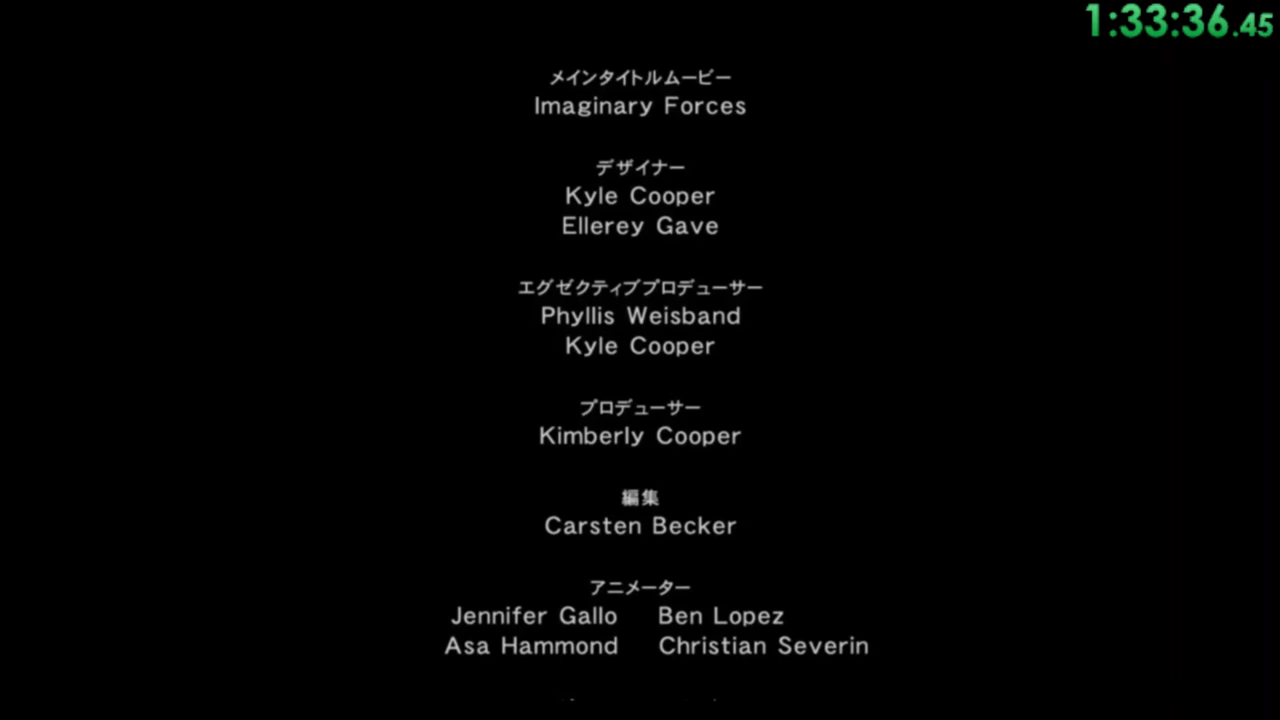 1:33:36.45
メインタイトルムービー
Imaginary Forces
デザイナー
Kyle Cooper
Ellerey Gave
エグゼクティブプロデューサー
Phyllis Weisband
Kyle Cooper
プロデューサー
Kimberly Cooper
編集
Carsten Becker
アニメーター
Jennifer Gallo Ben Lopez
Asa Hammond Christian Severin